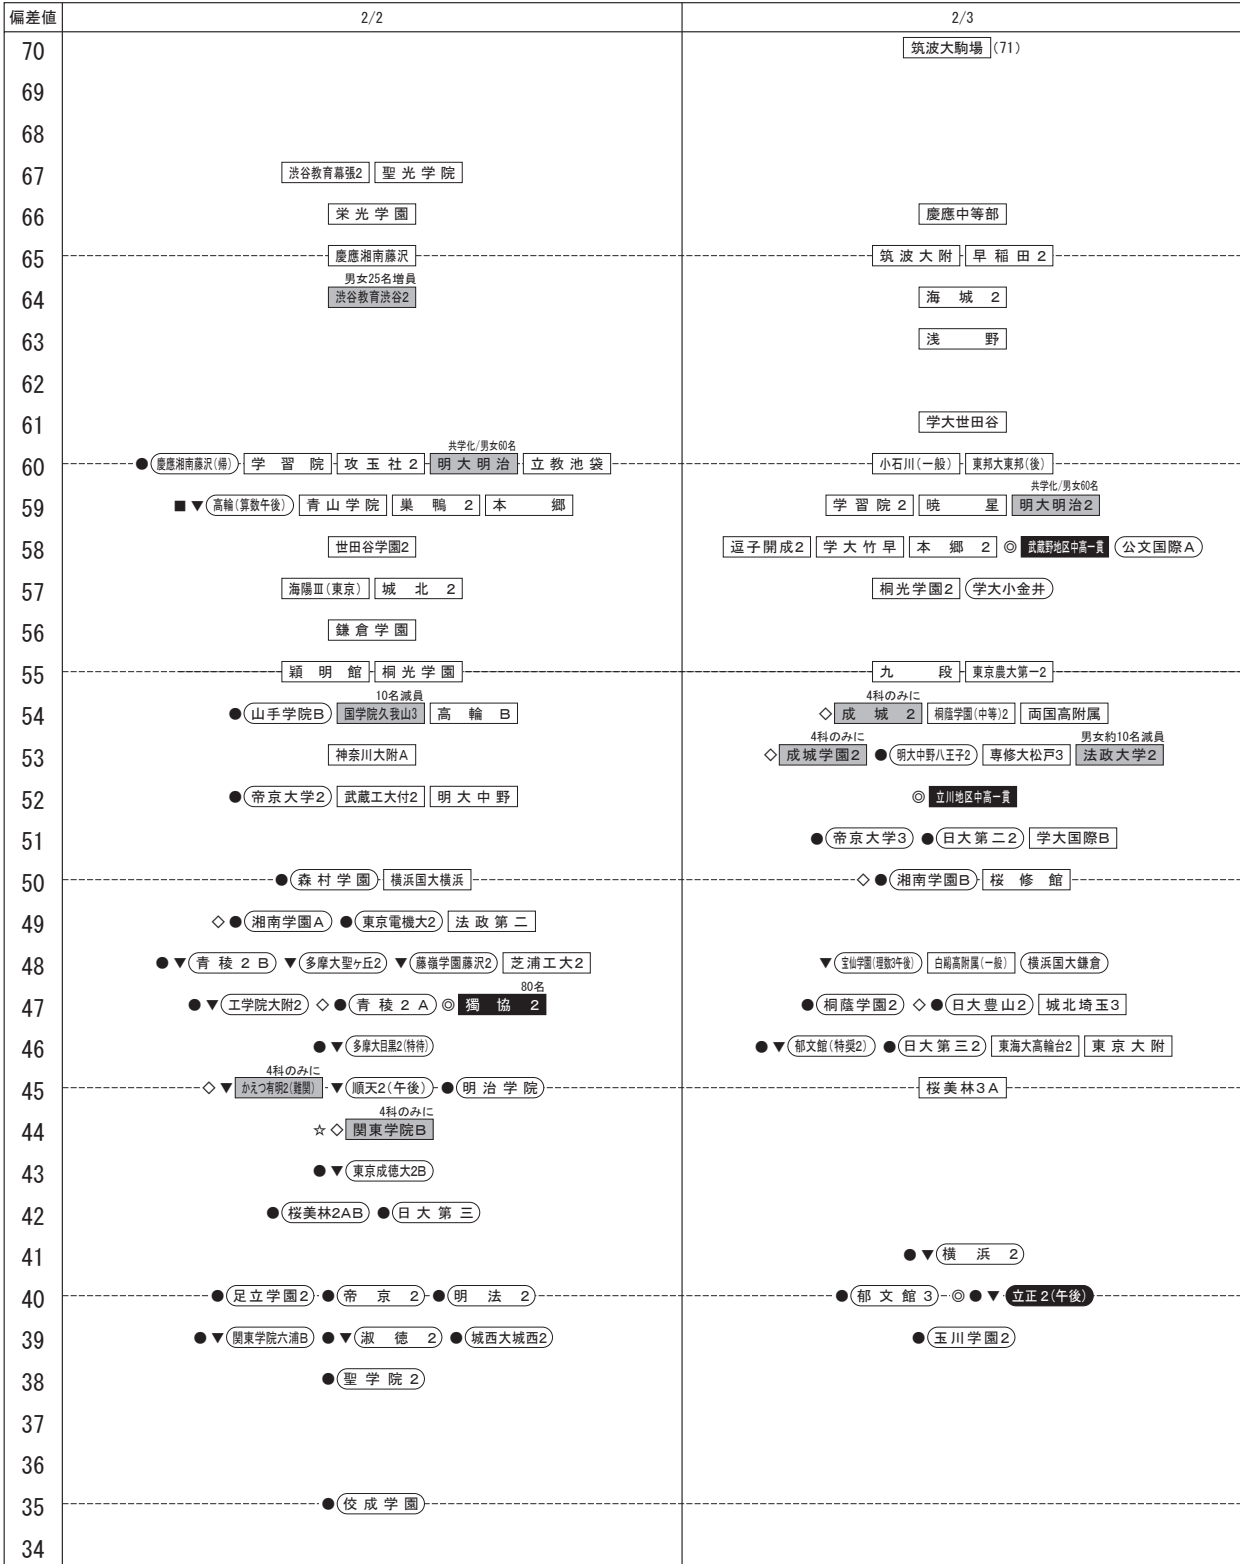 偏差値 2/2 2/3
70 筑波大駒場 (71)
69
68
67 渋谷教育幕張2 聖光学院
66 栄光学園 慶應中等部
65 慶應湘南藤沢 筑波大附 早稲田2
男女25名増員
64 渋谷教育渋谷2 海城2
63 浅野
62
61 学大世田谷
共学化/男女60名
60 ●慶應湘南藤沢(帰) 学習院 攻玉社2 明大明治 立教池袋 小石川(一般) 東邦大東邦(後)
共学化/男女60名
59 ■▼高輪(算数午後) 青山学院 巣鴨2 本郷 学習院2 暁星 明大明治2
58 世田谷学園2 逗子開成2 学大竹早 本郷2 ◎武蔵野地区中高一貫 公文国際A
57 海陽Ⅲ(東京) 城北2 桐光学園2 学大小金井
56 鎌倉学園
55 穎明館 桐光学園 九段 東京農大第一2
10名減員 4科のみに
54 ●山手学院B 国学院久我山3 高輪B ◇成城2 桐蔭学園(中等)2 両国高附属
4科のみに 男女約10名減員
53 神奈川大附A ◇成城学園2 ●明大中野八王子2 専修大松戸3 法政大学2
52 ●帝京大学2 武蔵工大付2 明大中野 ◎立川地区中高一貫
51 ●帝京大学3 ●日大第二2 学大国際B
50 ●森村学園 横浜国大横浜 ◇●湘南学園B 桜修館
49 ◇●湘南学園A ●東京電機大2 法政第二
48 ●▼青稜2B ▼多摩大聖ヶ丘2 ▼藤嶺学園藤沢2 芝浦工大2 ▼宝仙学園(理数3午後) 白鷗高附属(一般) 横浜国大鎌倉
80名
47 ●▼工学院大附2 ◇●青稜2A ◎獨協2 ●桐蔭学園2 ◇●日大豊山2 城北埼玉3
46 ●▼多摩大目黒2(特待) ●▼郁文館(特奨2) ●日大第三2 東海大高輪台2 東京大附
4科のみに
45 ◇▼かえつ有明2(難関) ▼順天2(午後) ●明治学院 桜美林3A
4科のみに
44 ☆◇関東学院B
43 ●▼東京成徳大2B
42 ●桜美林2AB ●日大第三
41 ●▼横浜2
40 ●足立学園2 ●帝京2 ●明法2 ●郁文館3 ◎●▼立正2(午後)
39 ●▼関東学院六浦B ●▼淑徳2 ●城西大城西2 ●玉川学園2
38 ●聖学院2
37
36
35 ●佼成学園
34